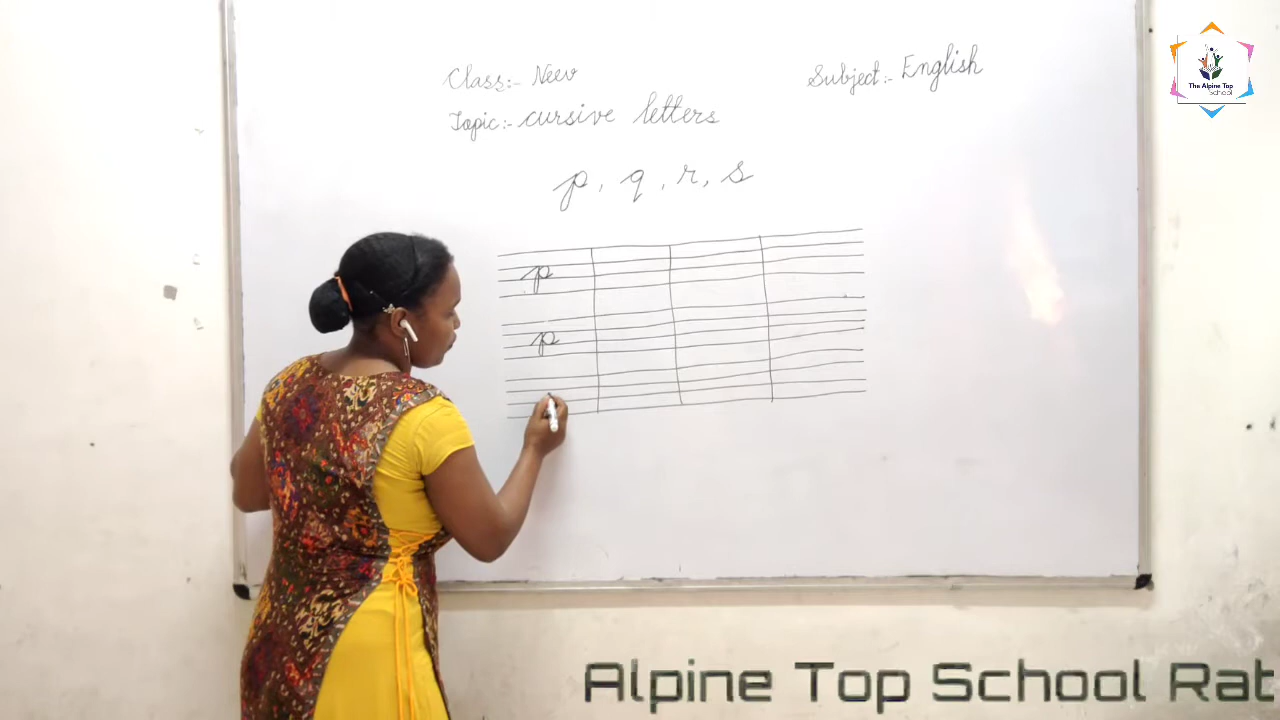 Class:- Neev
Subject:- English
Topic:- cursive letters
p, q, r, s
p
p
The Alpine Top
School
Alpine Top School Rat